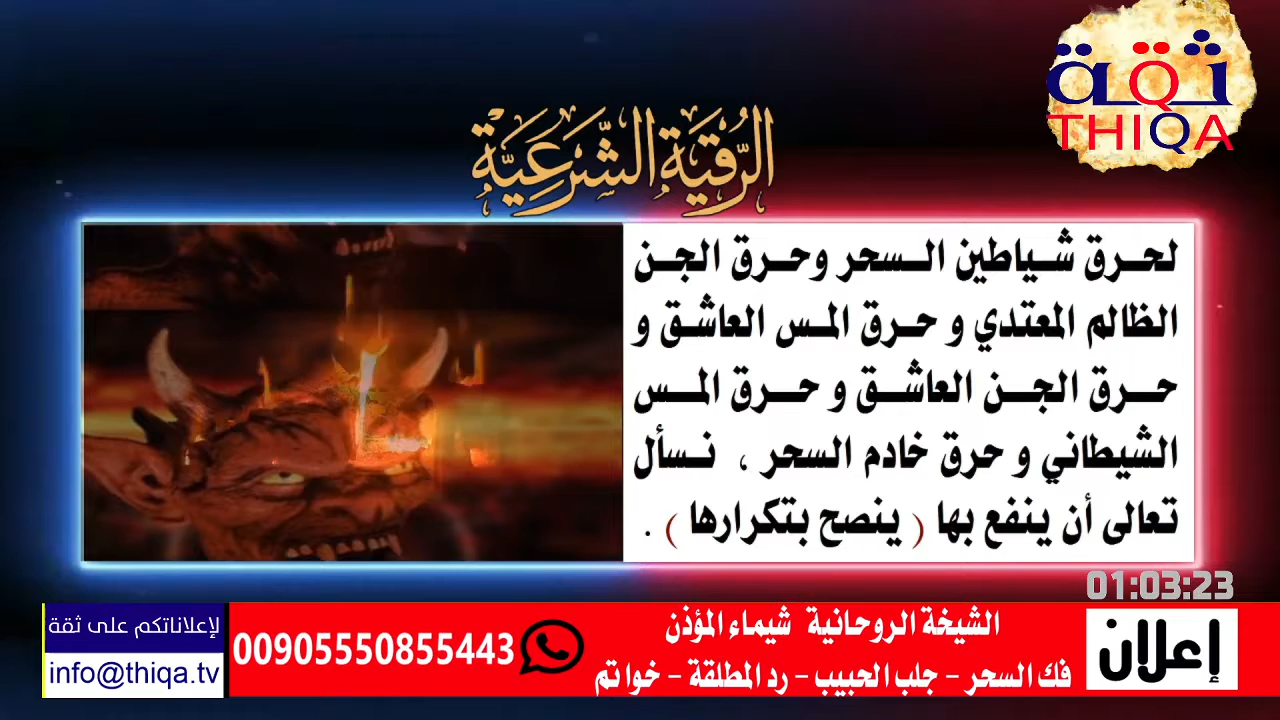 ثقة
THIQA
الرُّقيَة الشَّرَعِيَّة
لحرق شياطين السحر وحرق الجن
الظالم المعتدي و حرق المس العاشق و
حرق الجن العاشق و حرق المس
الشيطاني و حرق خادم السحر ، نسأل
تعالى أن ينفع بها ( ينصح بتكرارها ) .
01:03:23
إعلان
الشيخة الروحانية شيماء المؤذن
فك السحر - جلب الحبيب - رد المطلقة - خواتم
00905550855443
لإعلاناتكم على ثقة
info@thiqa.tv